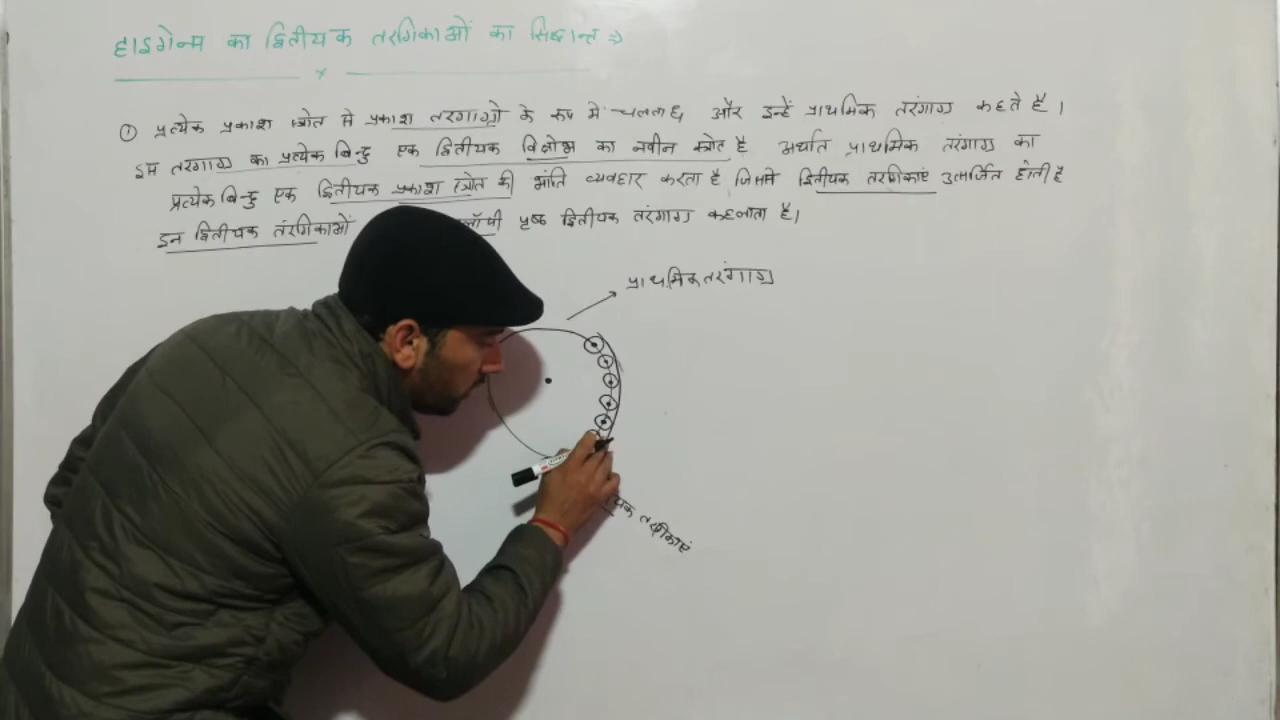 हाइगेन्स का द्वितीयक तरंगिकाओं का सिद्धान्त ⇒
① प्रत्येक प्रकाश स्त्रोत से प्रकाश तरंगाग्रो के रूप में चलता है, और इन्हें प्राथमिक तरंगाग्र कहते है।
इस तरंगाग्र का प्रत्येक बिन्दु एक द्वितीयक विक्षोभ का नवीन स्त्रोत है अर्थात प्राथमिक तरंगाग्र का
प्रत्येक बिन्दु एक द्वितीयक प्रकाश स्त्रोत की भांति व्यवहार करता है जिससे द्वितीयक तरंगिकाएं उत्सर्जित होती है
इन द्वितीयक तंरगिकाओं पृष्ठ द्वितीयक तरंगाग्र कहलाता है।
प्राथमिक तरंगाग्र
तरंगिकाएं